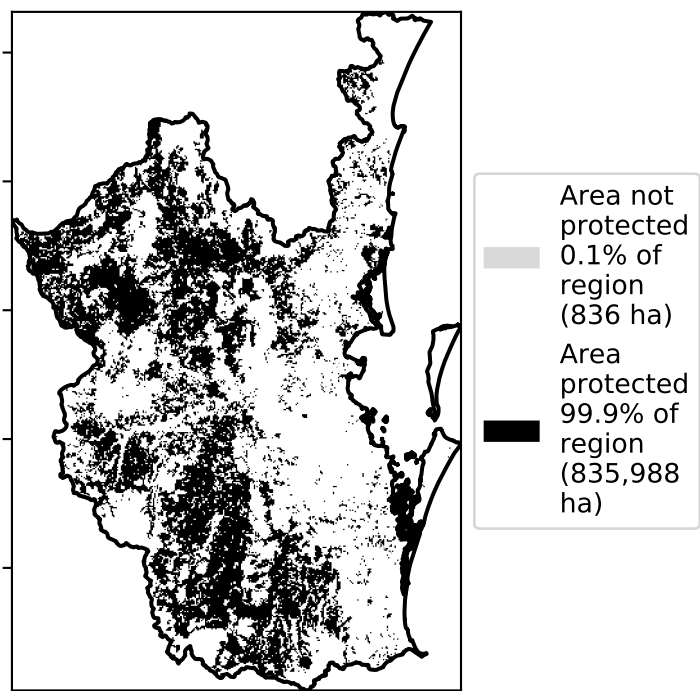 Area not
protected
0.1% of
region
(836 ha)
Area
protected
99.9% of
region
(835,988
ha)